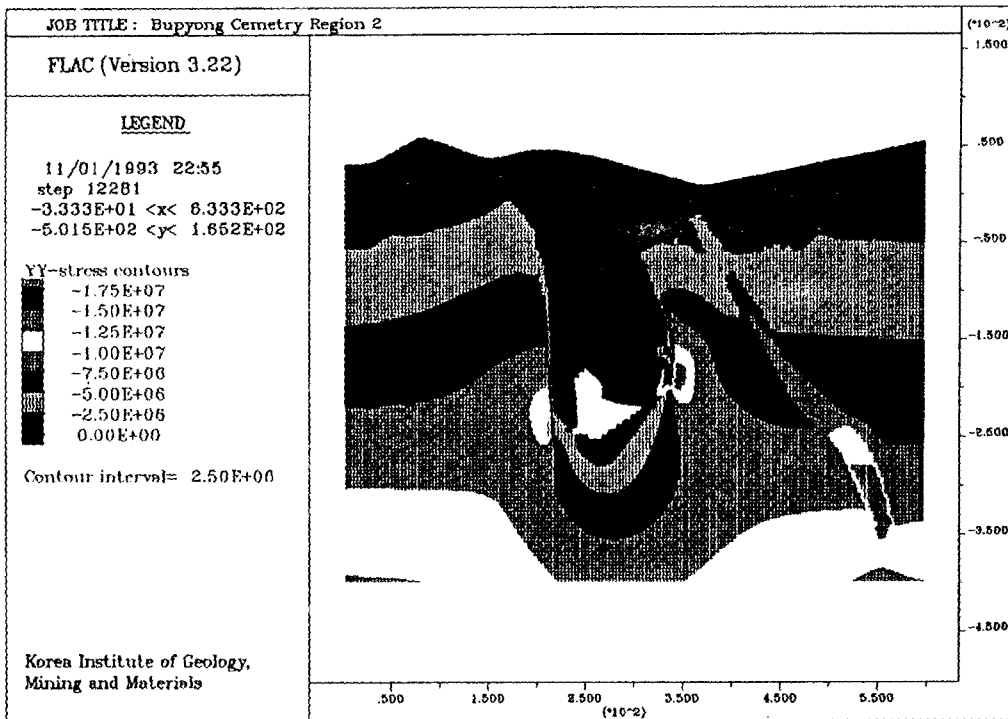 JOB TITLE : Bupyong Cemetry Region 2
FLAC (Version 3.22)
LEGEND
11/01/1993 22:55
step 12281
-3.333E+01 <x< 6.333E+02
-5.015E+02 <y< 1.652E+02
YY-stress contours
-1.75E+07
-1.50E+07
-1.25E+07
-1.00E+07
-7.50E+06
-5.00E+06
-2.50E+06
0.00E+00
Contour interval= 2.50E+06
Korea Institute of Geology,
Mining and Materials
(*10^2)
1.500
.500
-.500
-1.500
-2.500
-3.500
-4.500
.500 1.500 2.500 3.500 4.500 5.500
(*10^2)